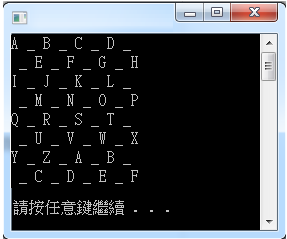 A _ B _ C _ D _
_ E _ F _ G _ H
I _ J _ K _ L _
_ M _ N _ O _ P
Q _ R _ S _ T _
_ U _ V _ W _ X
Y _ Z _ A _ B _
_ C _ D _ E _ F
請按任意鍵繼續 . . .